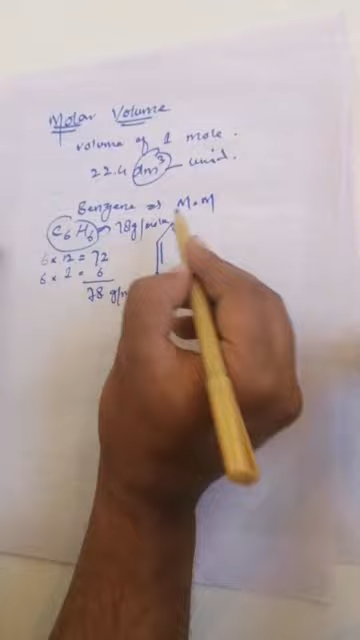 Molar Volume
volume of 1 mole.
22.4 dm³ — unit.
Benzene as M.M
C6H6 78g/mole
6 x 12 = 72
6 x 1 = 6
78 g/m